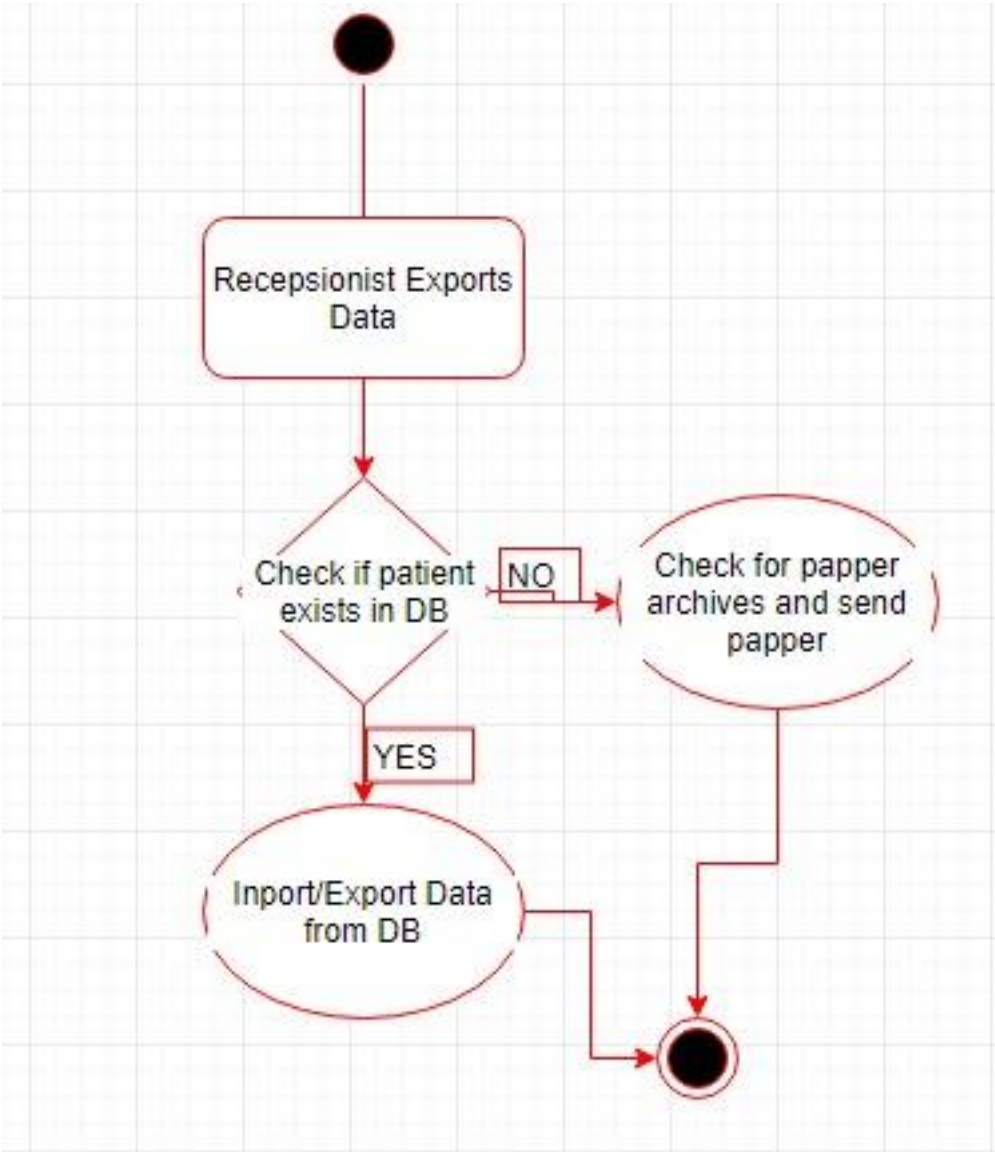 Recepsionist Exports
Data
Check if patient
exists in DB
NO
Check for papper
archives and send
papper
YES
Inport/Export Data
from DB